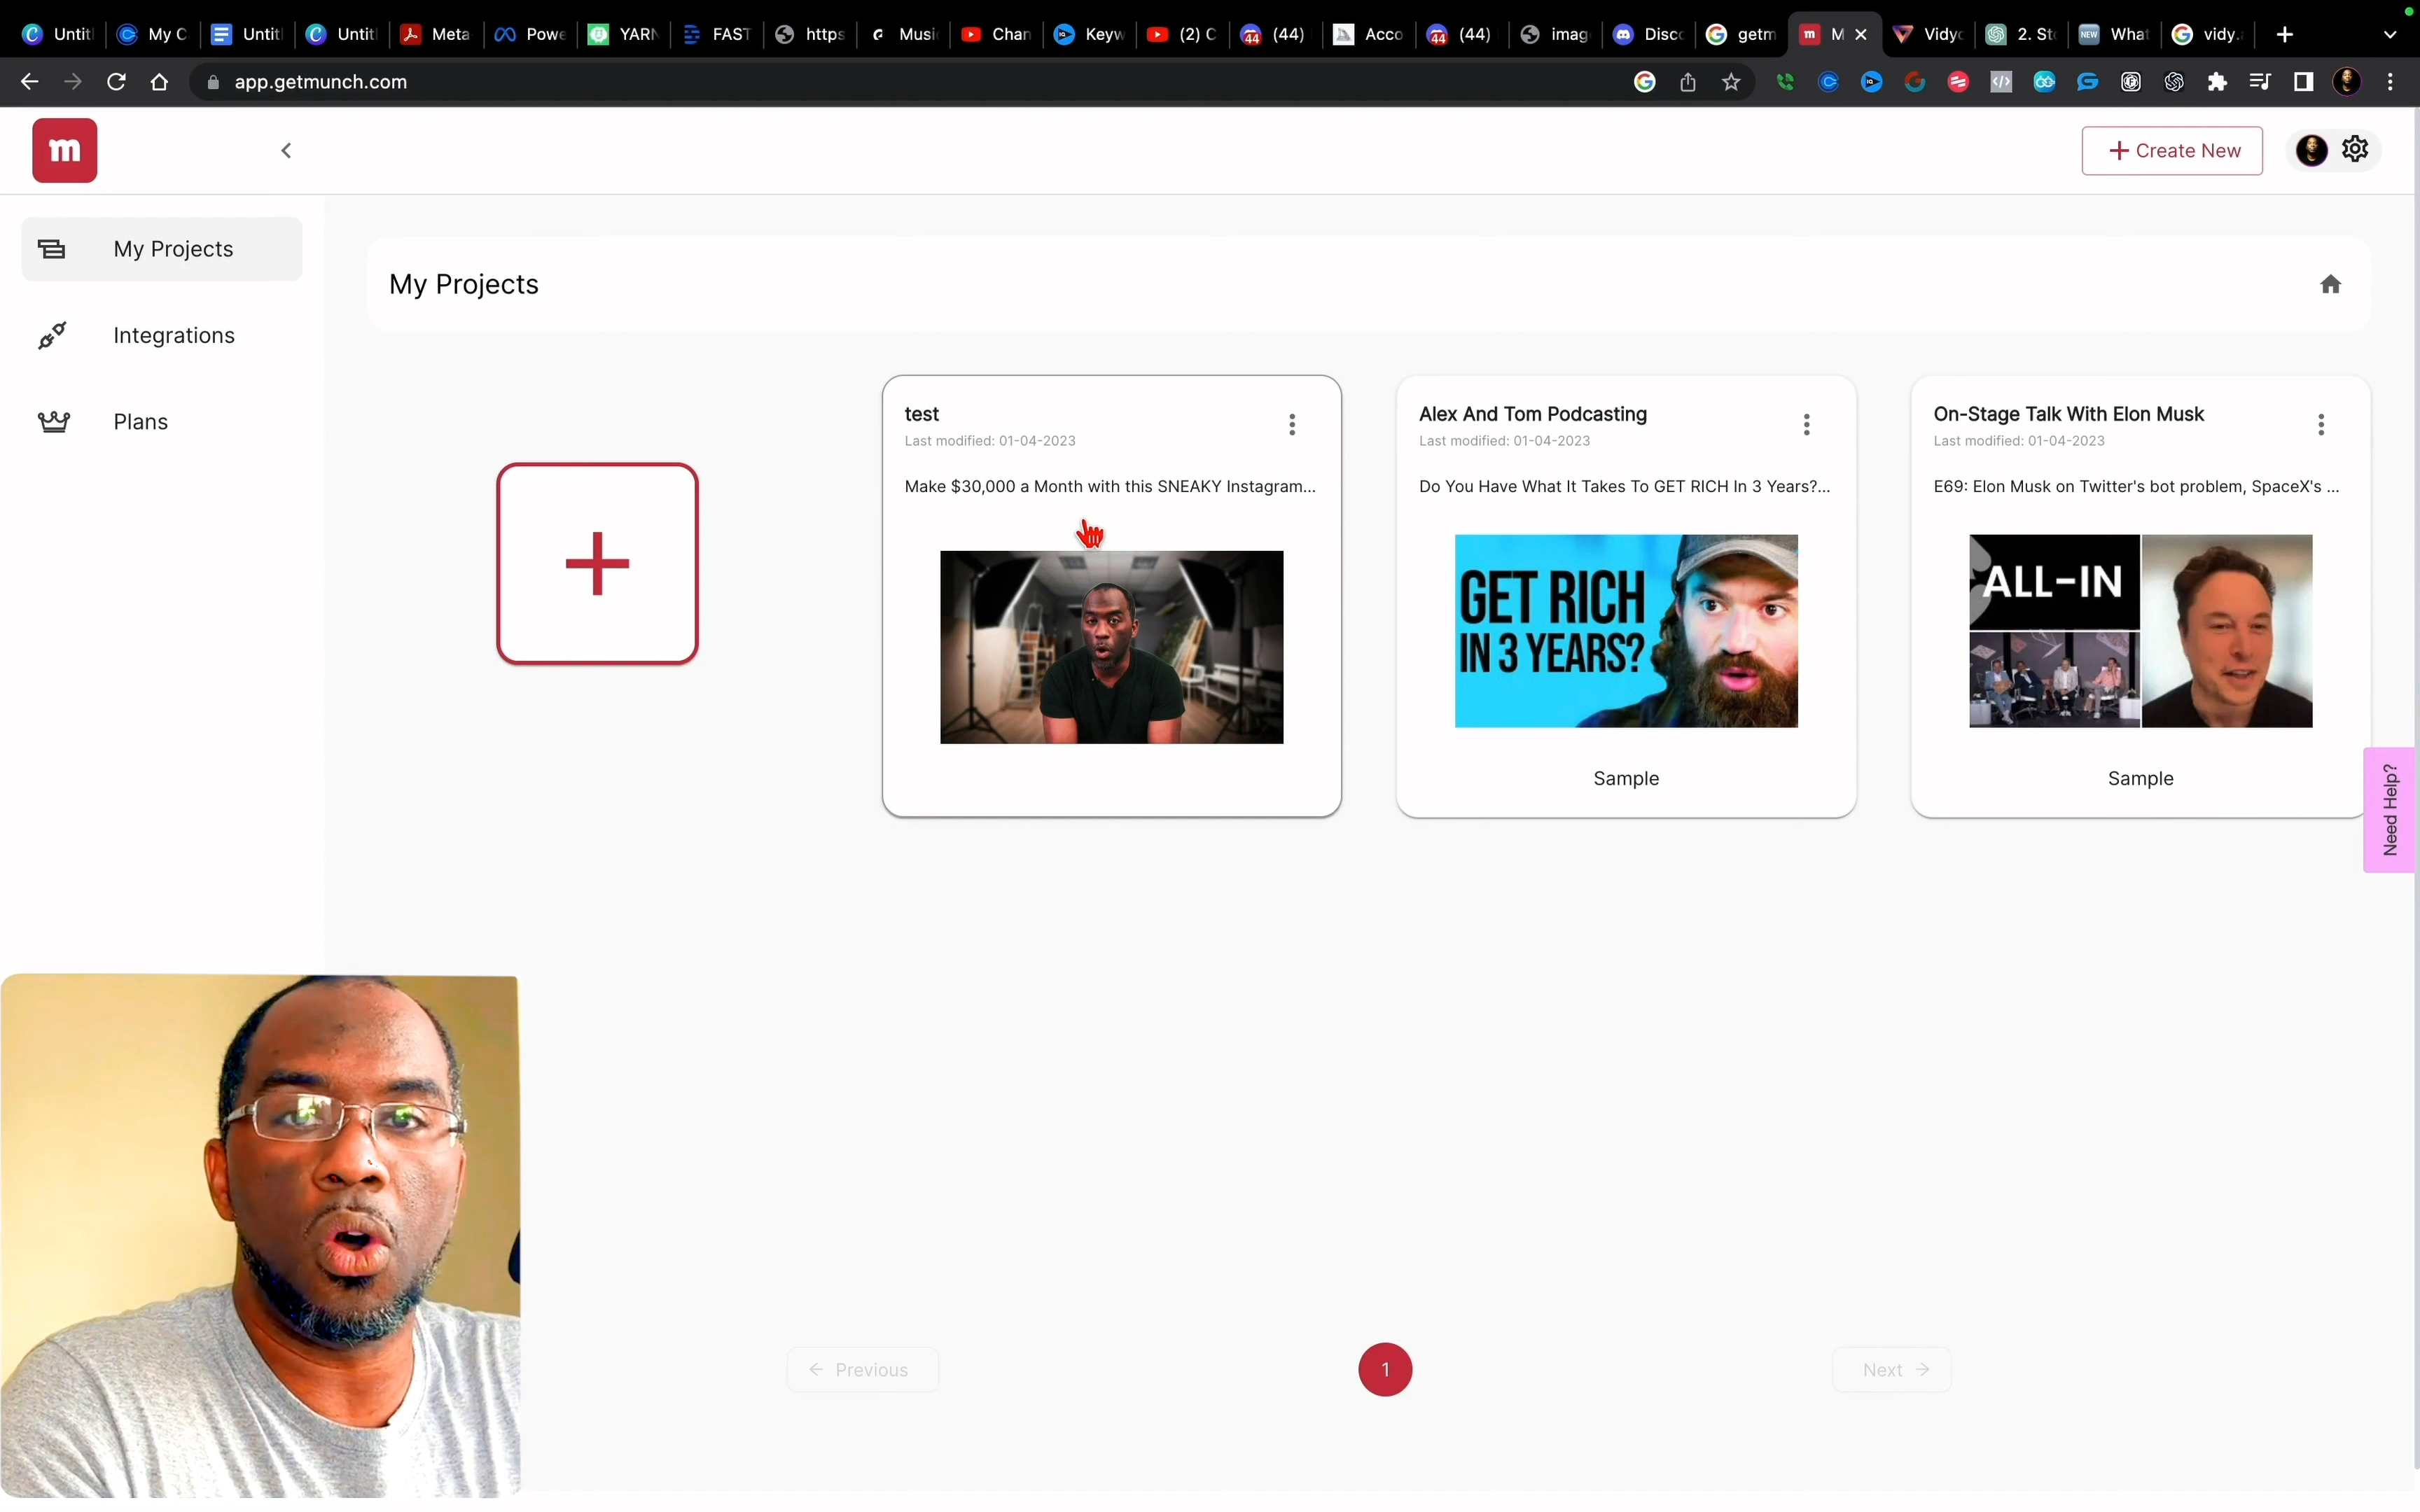 Untit
My C
Untit
Untit
Meta
Powe
YARN
FAST
https
Music
Chan
Keyw
(2) C
(44)
Acco
(44)
imag
Disco
getm
M
Vidyo
2. St
What
vidy.
app.getmunch.com
m
Create New
My Projects
Integrations
Plans
My Projects
test
Last modified: 01-04-2023
Make $30,000 a Month with this SNEAKY Instagram...
Alex And Tom Podcasting
Last modified: 01-04-2023
Do You Have What It Takes To GET RICH In 3 Years?...
GET RICH
IN 3 YEARS?
Sample
On-Stage Talk With Elon Musk
Last modified: 01-04-2023
E69: Elon Musk on Twitter's bot problem, SpaceX's ...
ALL-IN
Sample
Need Help?
Previous
1
Next